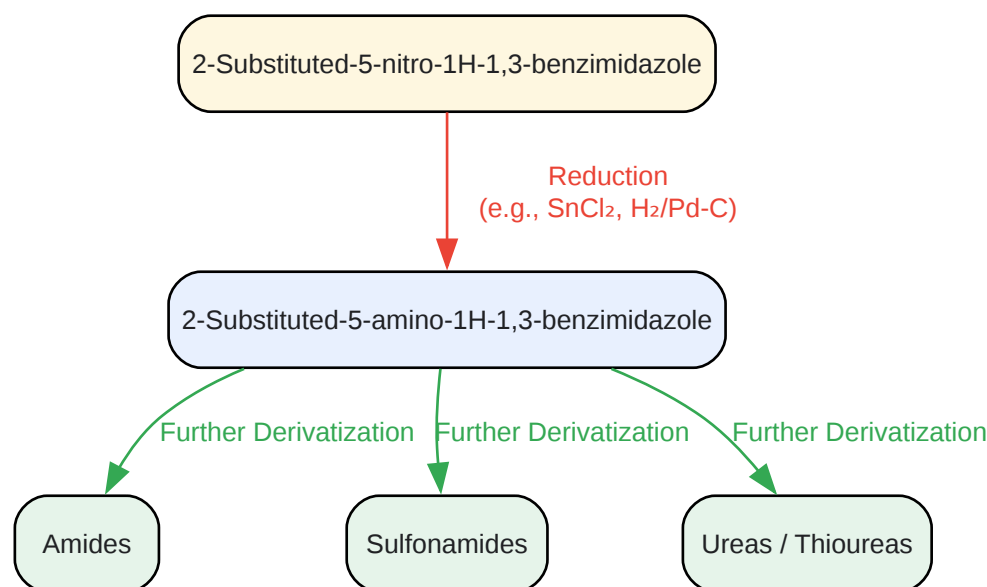 2-Substituted-5-nitro-1H-1,3-benzimidazole
Reduction
(e.g., SnCl₂, H₂/Pd-C)
2-Substituted-5-amino-1H-1,3-benzimidazole
Further Derivatization
Further Derivatization
Further Derivatization
Amides
Sulfonamides
Ureas / Thioureas